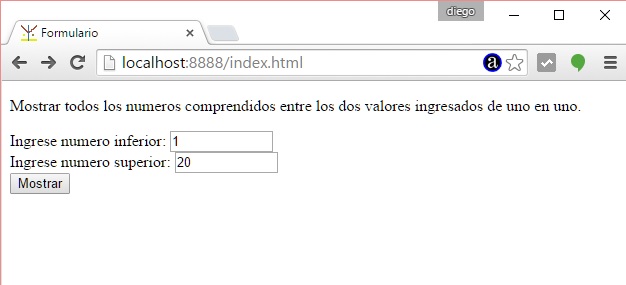 diego
Formulario
localhost:8888/index.html
a
Mostrar todos los numeros comprendidos entre los dos valores ingresados de uno en uno.
Ingrese numero inferior: 1
Ingrese numero superior: 20
Mostrar